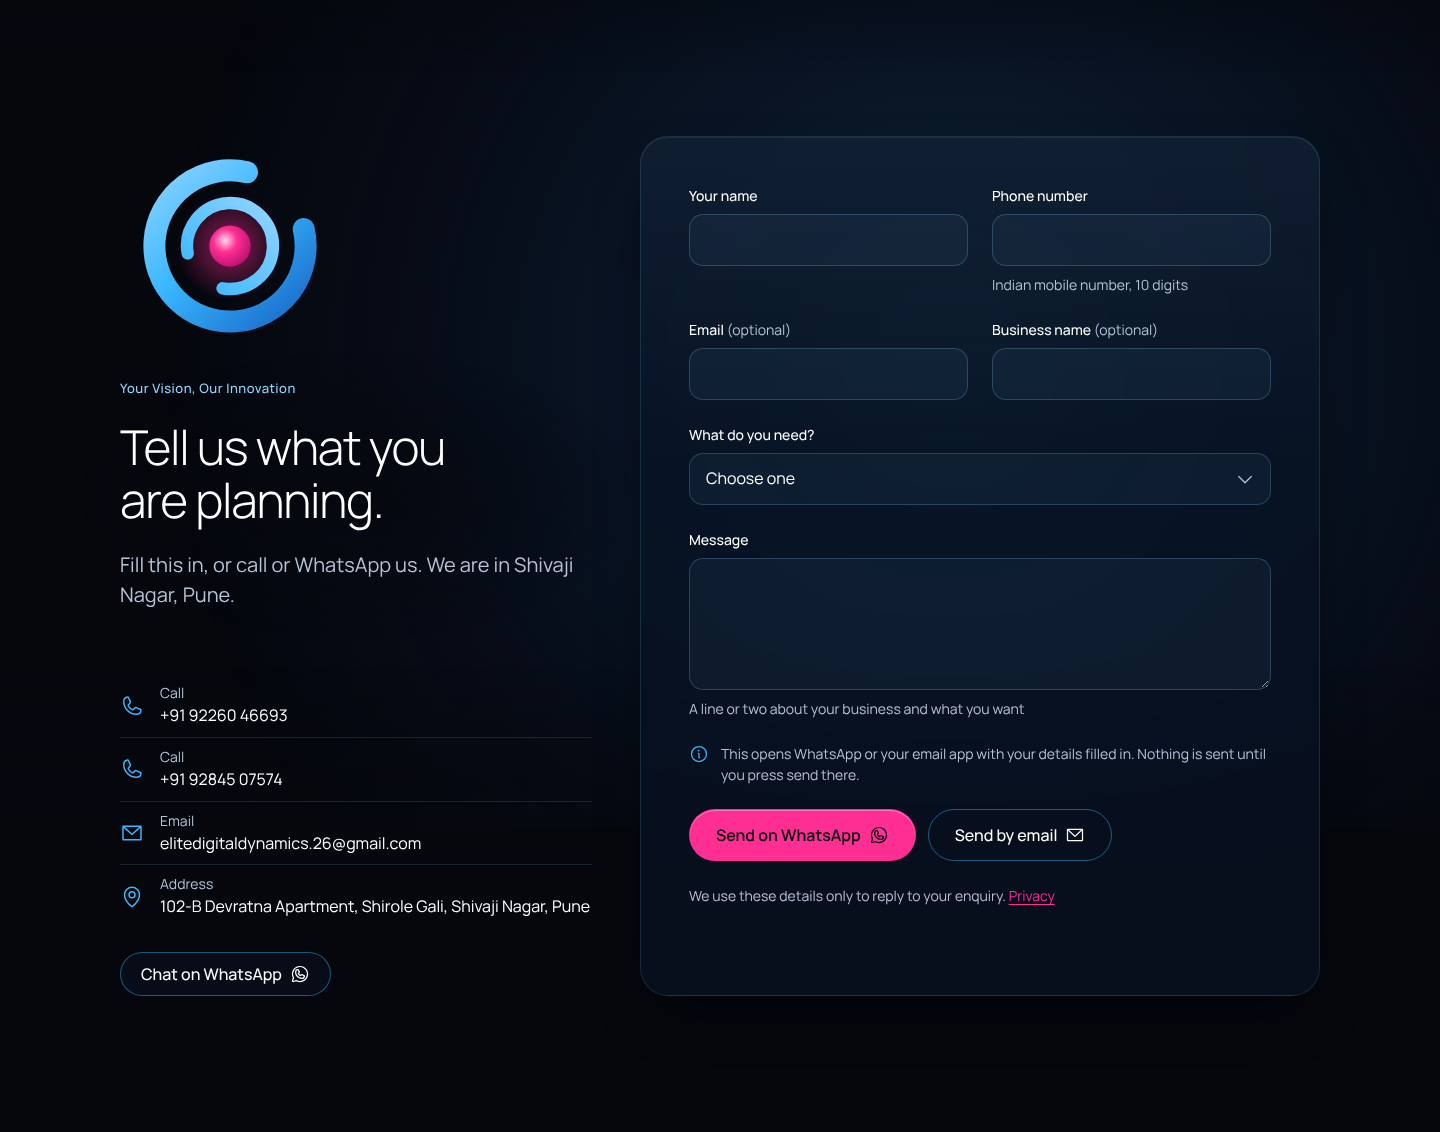 Your Vision, Our Innovation
Tell us what you
are planning.
Fill this in, or call or WhatsApp us. We are in Shivaji
Nagar, Pune.
Call
+91 92260 46693
Call
+91 92845 07574
Email
elitedigitaldynamics.26@gmail.com
Address
102-B Devratna Apartment, Shirole Gali, Shivaji Nagar, Pune
Chat on WhatsApp
Your name
Phone number
Indian mobile number, 10 digits
Email (optional)
Business name (optional)
What do you need?
Choose one
Message
A line or two about your business and what you want
This opens WhatsApp or your email app with your details filled in. Nothing is sent until
you press send there.
Send on WhatsApp
Send by email
We use these details only to reply to your enquiry. Privacy